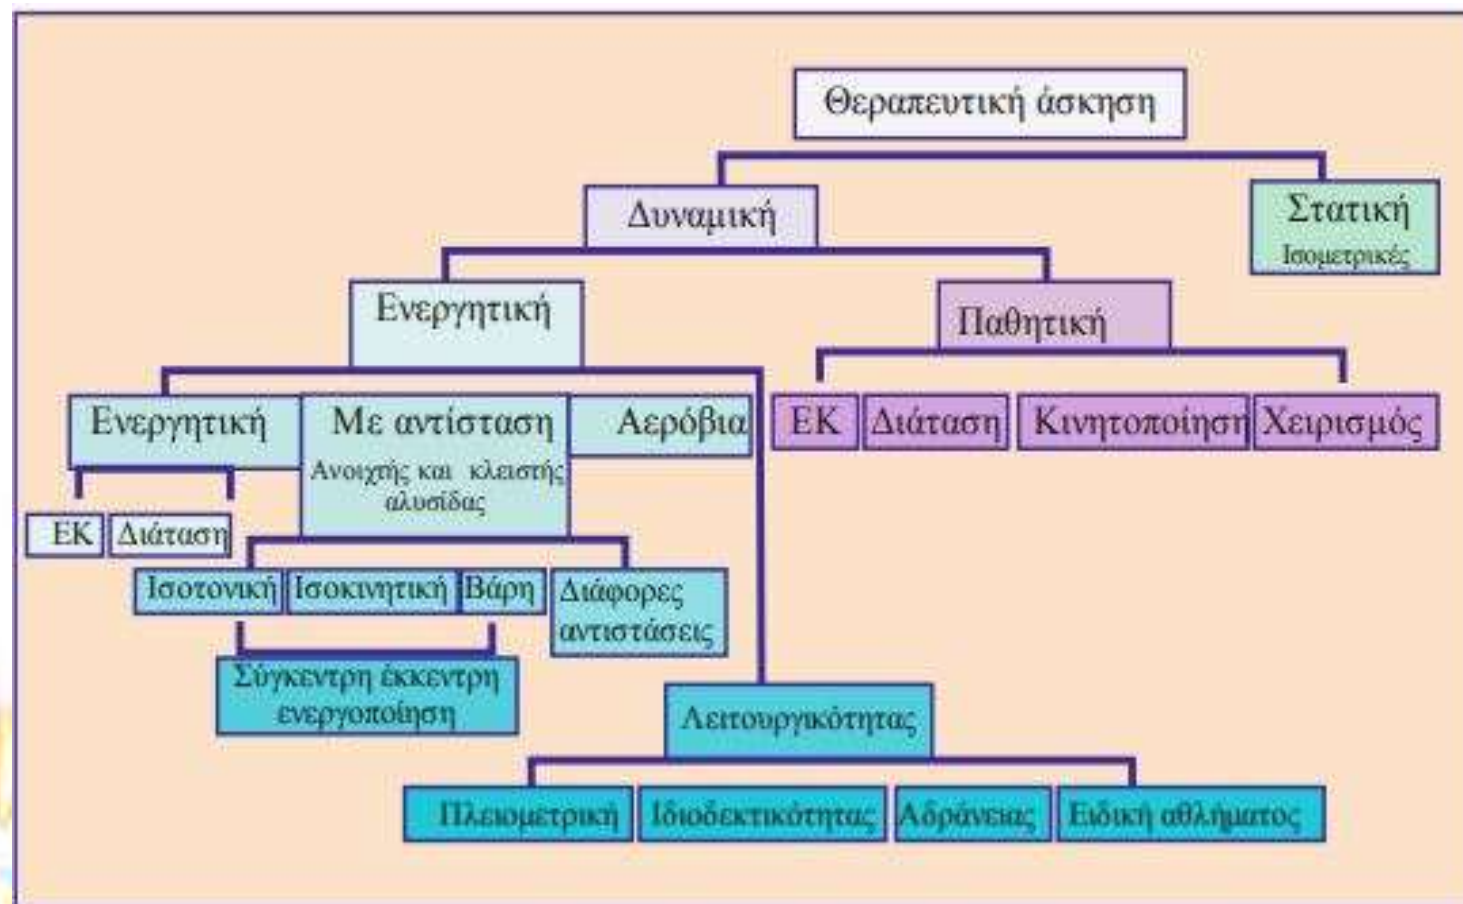 Θεραπευτική άσκηση
Δυναμική
Στατική
Ισομετρικές
Ενεργητική
Παθητική
Ενεργητική
Με αντίσταση
Ανοιχτής και κλειστής
αλυσίδας
Αερόβια
ΕΚ
Διάταση
Κινητοποίηση
Χειρισμός
ΕΚ
Διάταση
Ισοτονική
Ισοκινητική
Βάρη
Διάφορες
αντιστάσεις
Σύγκεντρη έκκεντρη
ενεργοποίηση
Λειτουργικότητας
Πλειομετρική
Ιδιοδεκτικότητας
Αδράνειας
Ειδική αθλήματος